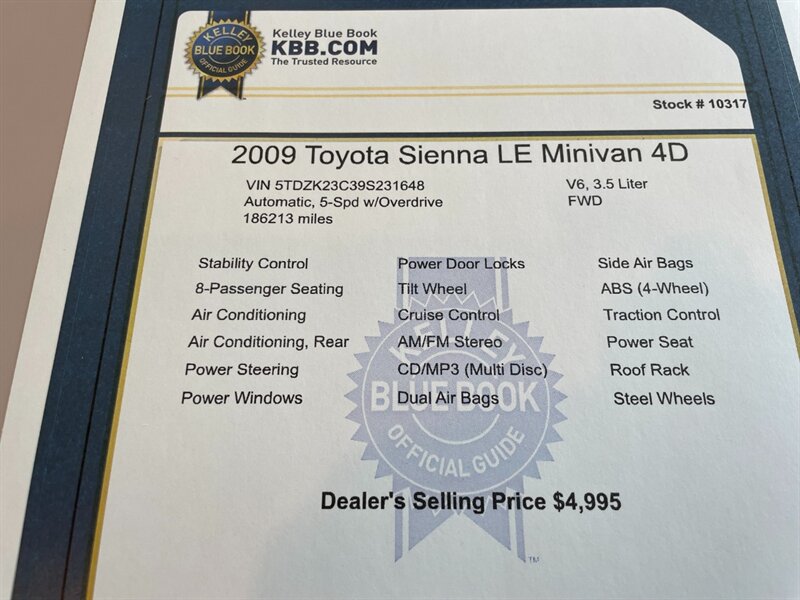 KELLEY
BLUE BOOK
OFFICIAL GUIDE
Kelley Blue Book
KBB.COM
The Trusted Resource
Stock # 10317
2009 Toyota Sienna LE Minivan 4D
VIN 5TDZK23C39S231648 V6, 3.5 Liter
Automatic, 5-Spd w/Overdrive FWD
186213 miles
Stability Control Power Door Locks Side Air Bags
8-Passenger Seating Tilt Wheel ABS (4-Wheel)
Air Conditioning Cruise Control Traction Control
Air Conditioning, Rear AM/FM Stereo Power Seat
Power Steering CD/MP3 (Multi Disc) Roof Rack
Power Windows Dual Air Bags Steel Wheels
KELLEY
BLUE BOOK
OFFICIAL GUIDE
Dealer's Selling Price $4,995
TM